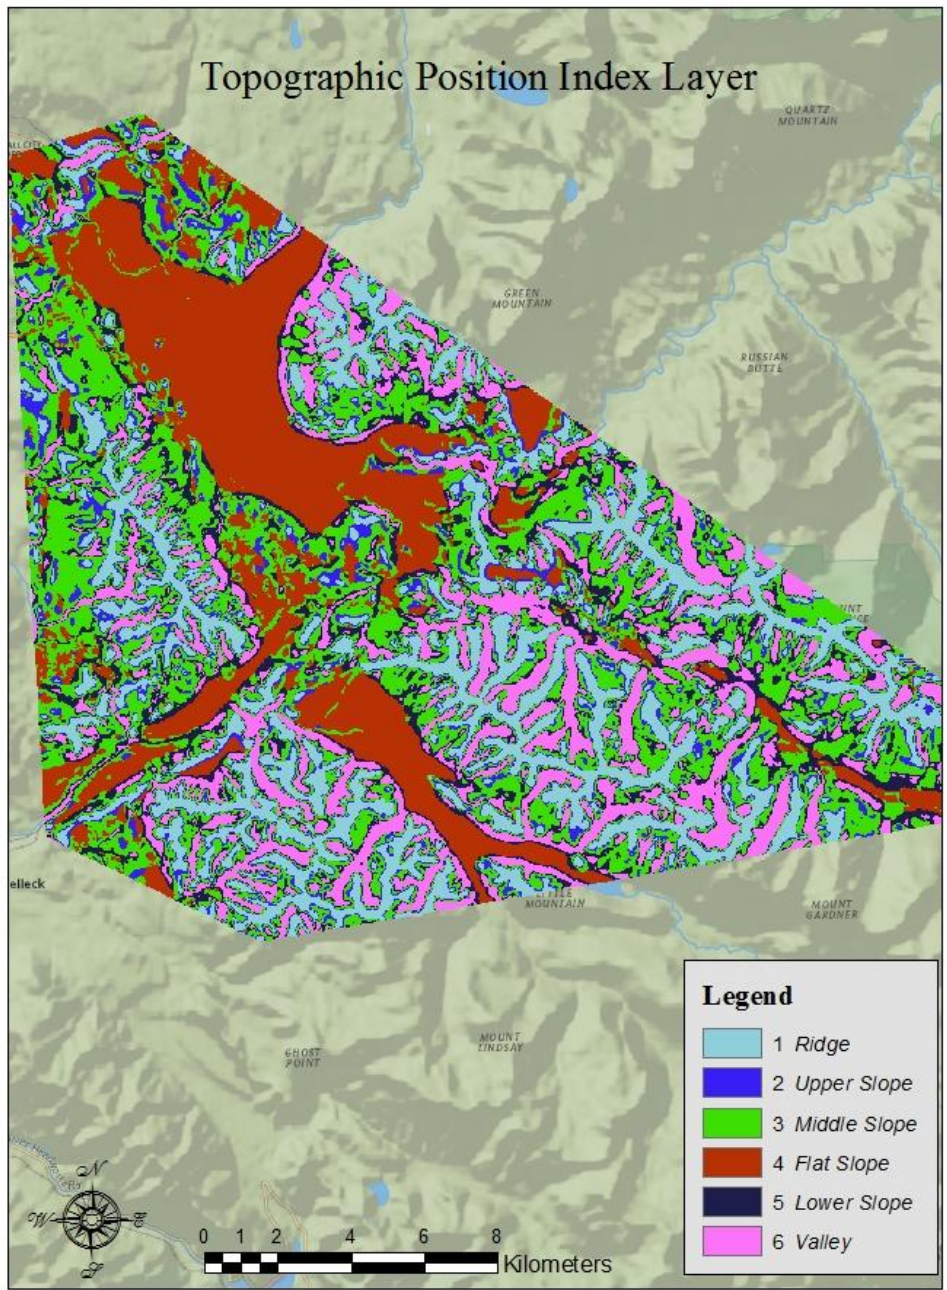 Topographic Position Index Layer
QUARTZ
MOUNTAIN
GREEN
MOUNTAIN
RUSSIAN
BUTTE
elleck
MOUNTAIN
MOUNT
GARDNER
MOUNT
LINDSAY
GHOST
POINT
Legend
1 Ridge
2 Upper Slope
3 Middle Slope
4 Flat Slope
5 Lower Slope
6 Valley
N
W E
S
0 1 2 4 6 8
Kilometers